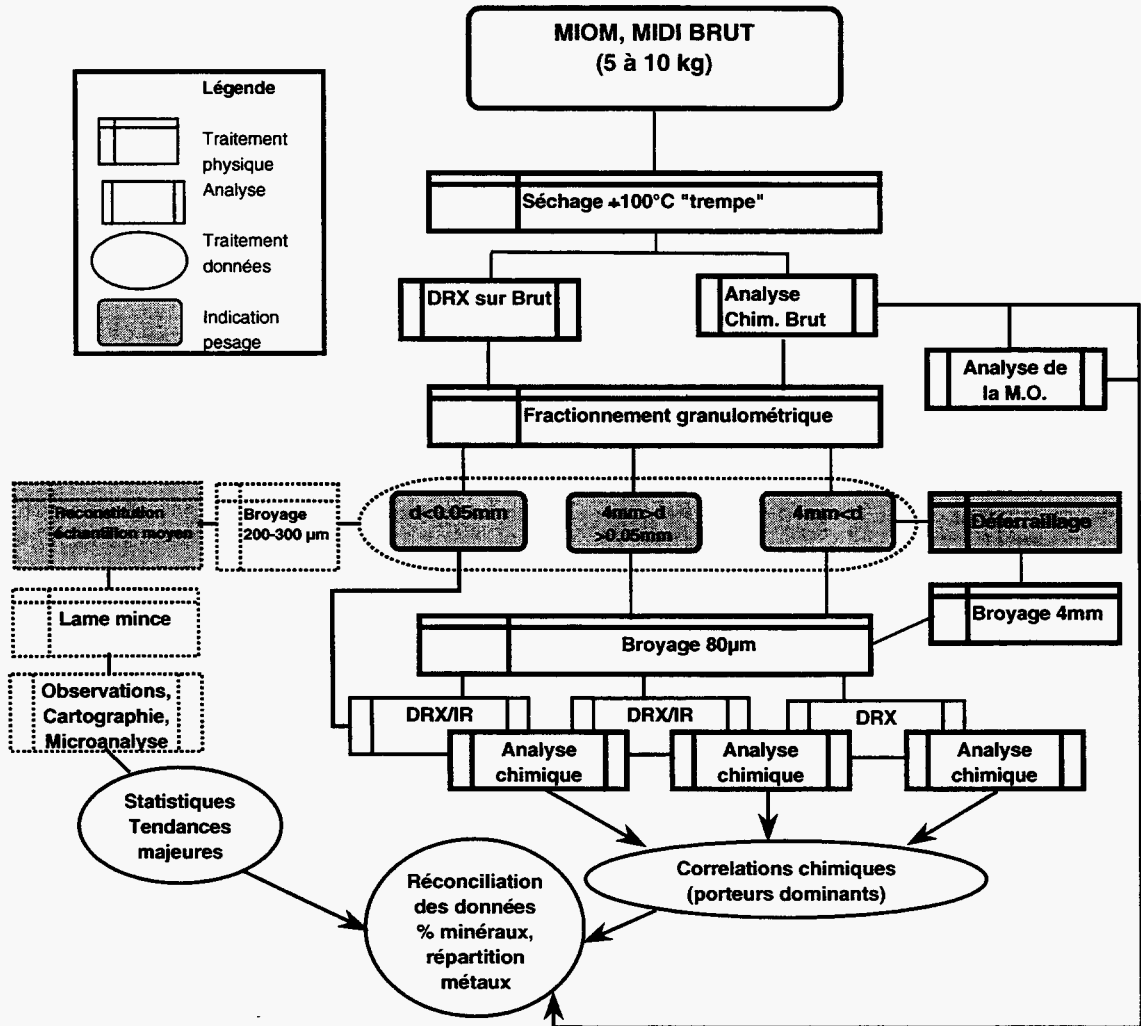 MIOM, MIDI BRUT
(5 à 10 kg)
Légende
Traitement
physique
Analyse
Traitement
données
Indication
pesage
Séchage +100°C "trempe"
DRX sur Brut
Analyse
Chim. Brut
Analyse de
la M.O.
Fractionnement granulométrique
Reconstitution
échantillon moyen
Broyage
200-300 µm
d<0.05mm
4mm>d
>0.05mm
4mm<d
Déferraillage
Lame mince
Broyage 4mm
Broyage 80µm
Observations,
Cartographie,
Microanalyse
DRX/IR
DRX/IR
DRX
Analyse
chimique
Analyse
chimique
Analyse
chimique
Statistiques
Tendances
majeures
Correlations chimiques
(porteurs dominants)
Réconciliation
des données
% minéraux,
répartition
métaux